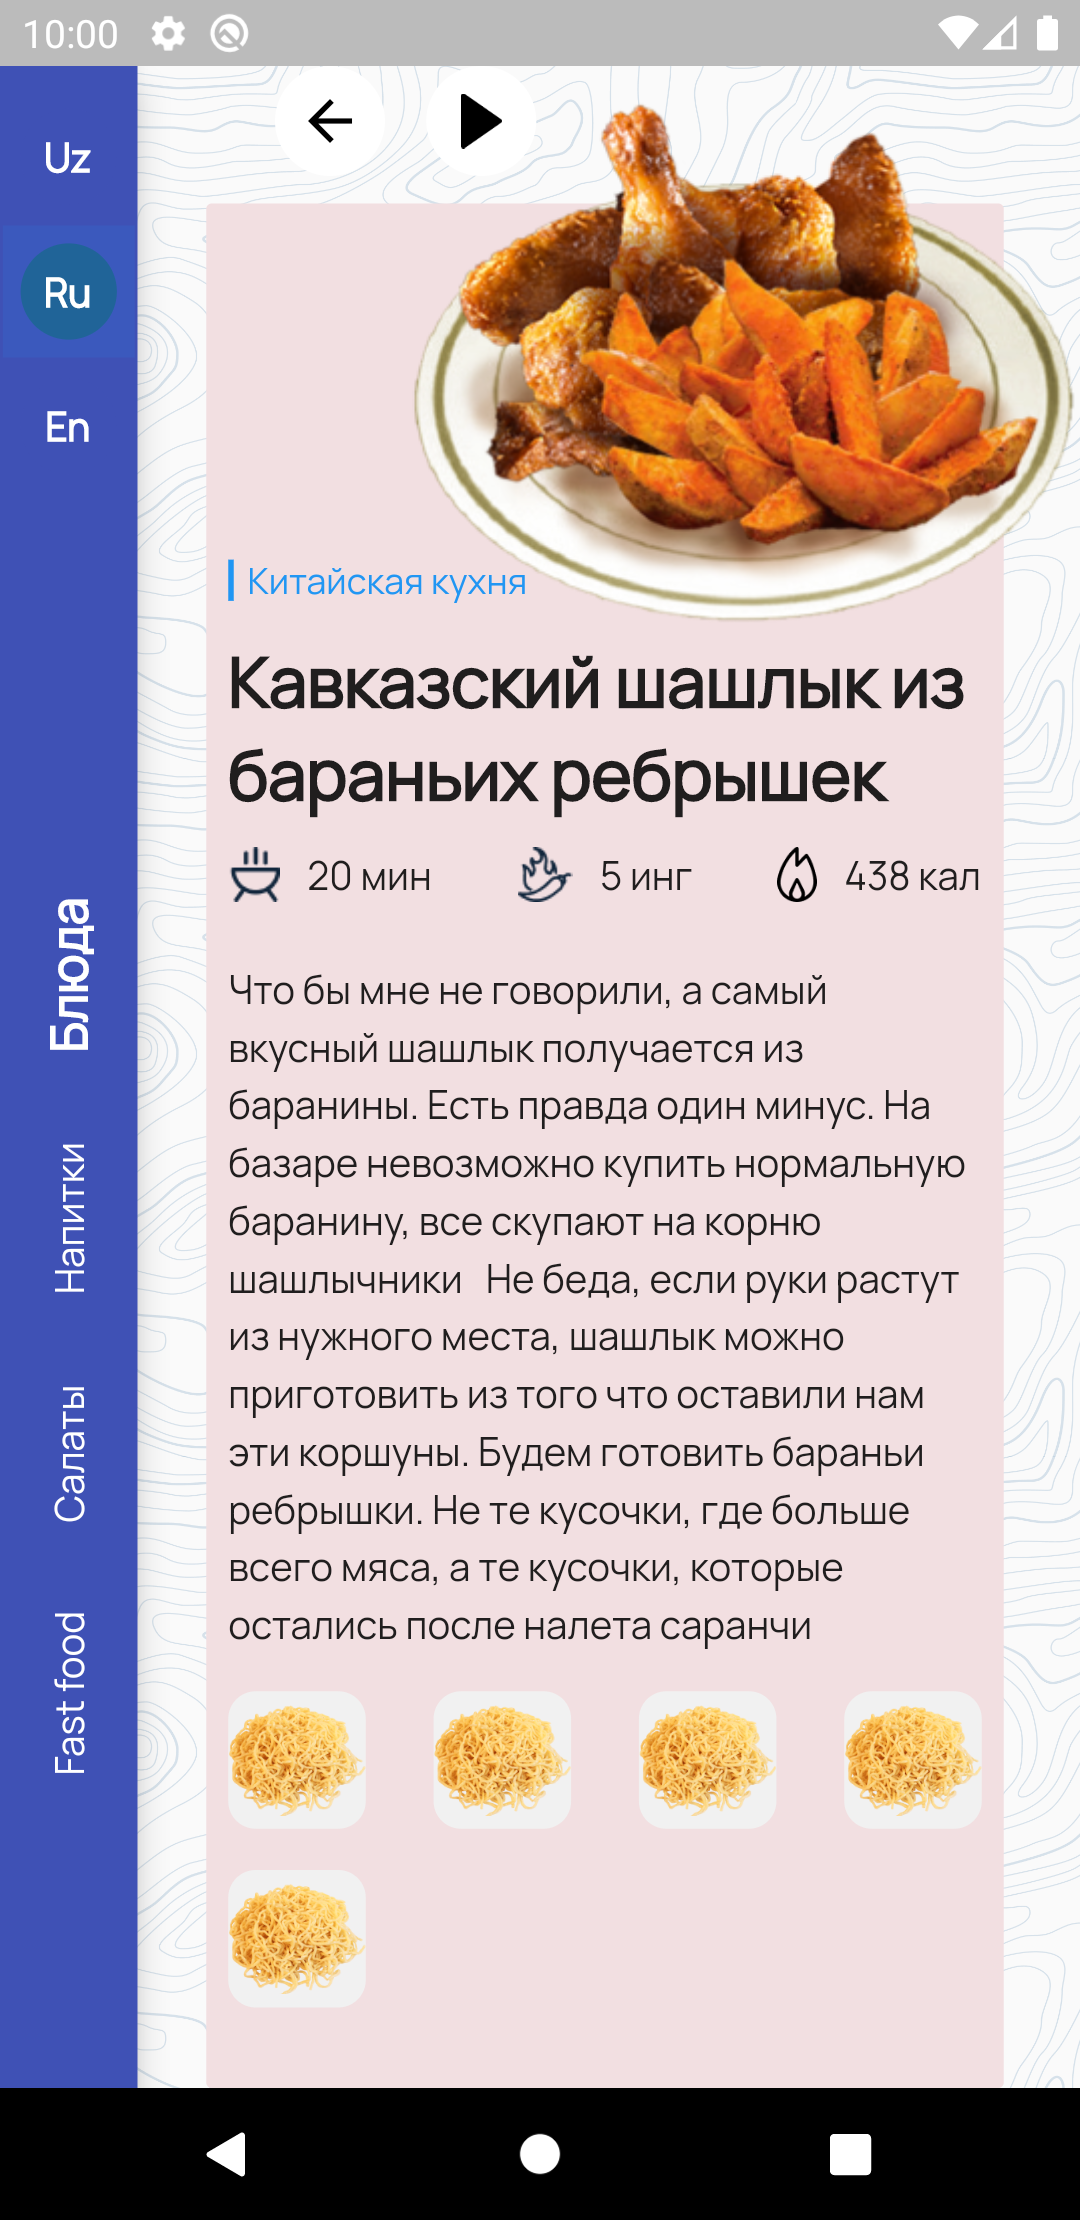 10:00
Uz
Ru
En
Блюда
Напитки
Салаты
Fast food
Китайская кухня
Кавказский шашлык из
бараньих ребрышек
20 мин
5 инг
438 кал
Что бы мне не говорили, а самый
вкусный шашлык получается из
баранины. Есть правда один минус. На
базаре невозможно купить нормальную
баранину, все скупают на корню
шашлычники   Не беда, если руки растут
из нужного места, шашлык можно
приготовить из того что оставили нам
эти коршуны. Будем готовить бараньи
ребрышки. Не те кусочки, где больше
всего мяса, а те кусочки, которые
остались после налета саранчи